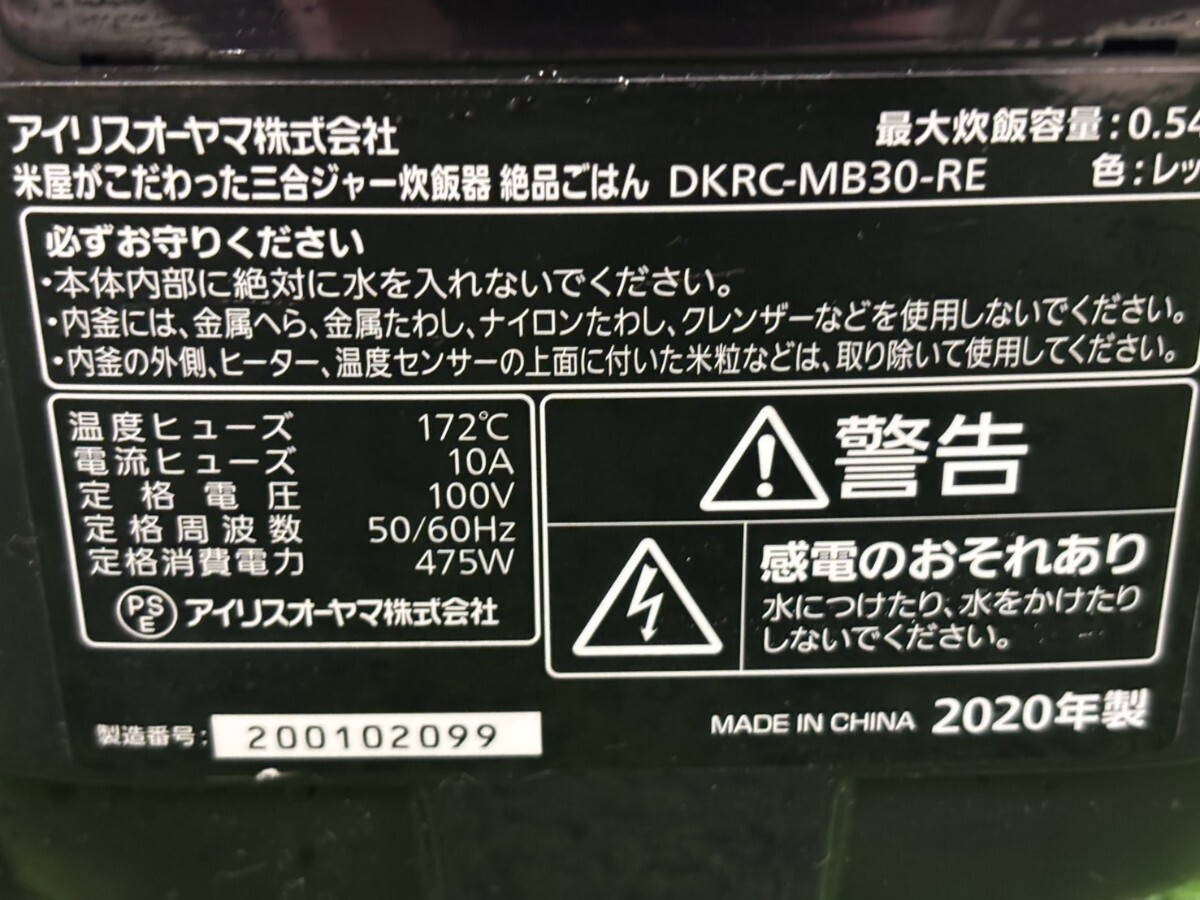 アイリスオーヤマ株式会社
最大炊飯容量:0.54
米屋がこだわった三合ジャー炊飯器 絶品ごはん DKRC-MB30-RE
色:レッ
必ずお守りください
・本体内部に絶対に水を入れないでください。
・内釜には、金属へら、金属たわし、ナイロンたわし、クレンザーなどを使用しないでください。
・内釜の外側、ヒーター、温度センサーの上面に付いた米粒などは、取り除いて使用してください。
温度ヒューズ 172℃
電流ヒューズ 10A
定格電圧 100V
定格周波数 50/60Hz
定格消費電力 475W
PSE アイリスオーヤマ株式会社
警告
感電のおそれあり
水につけたり、水をかけたり
しないでください。
製造番号: 200102099
MADE IN CHINA 2020年製